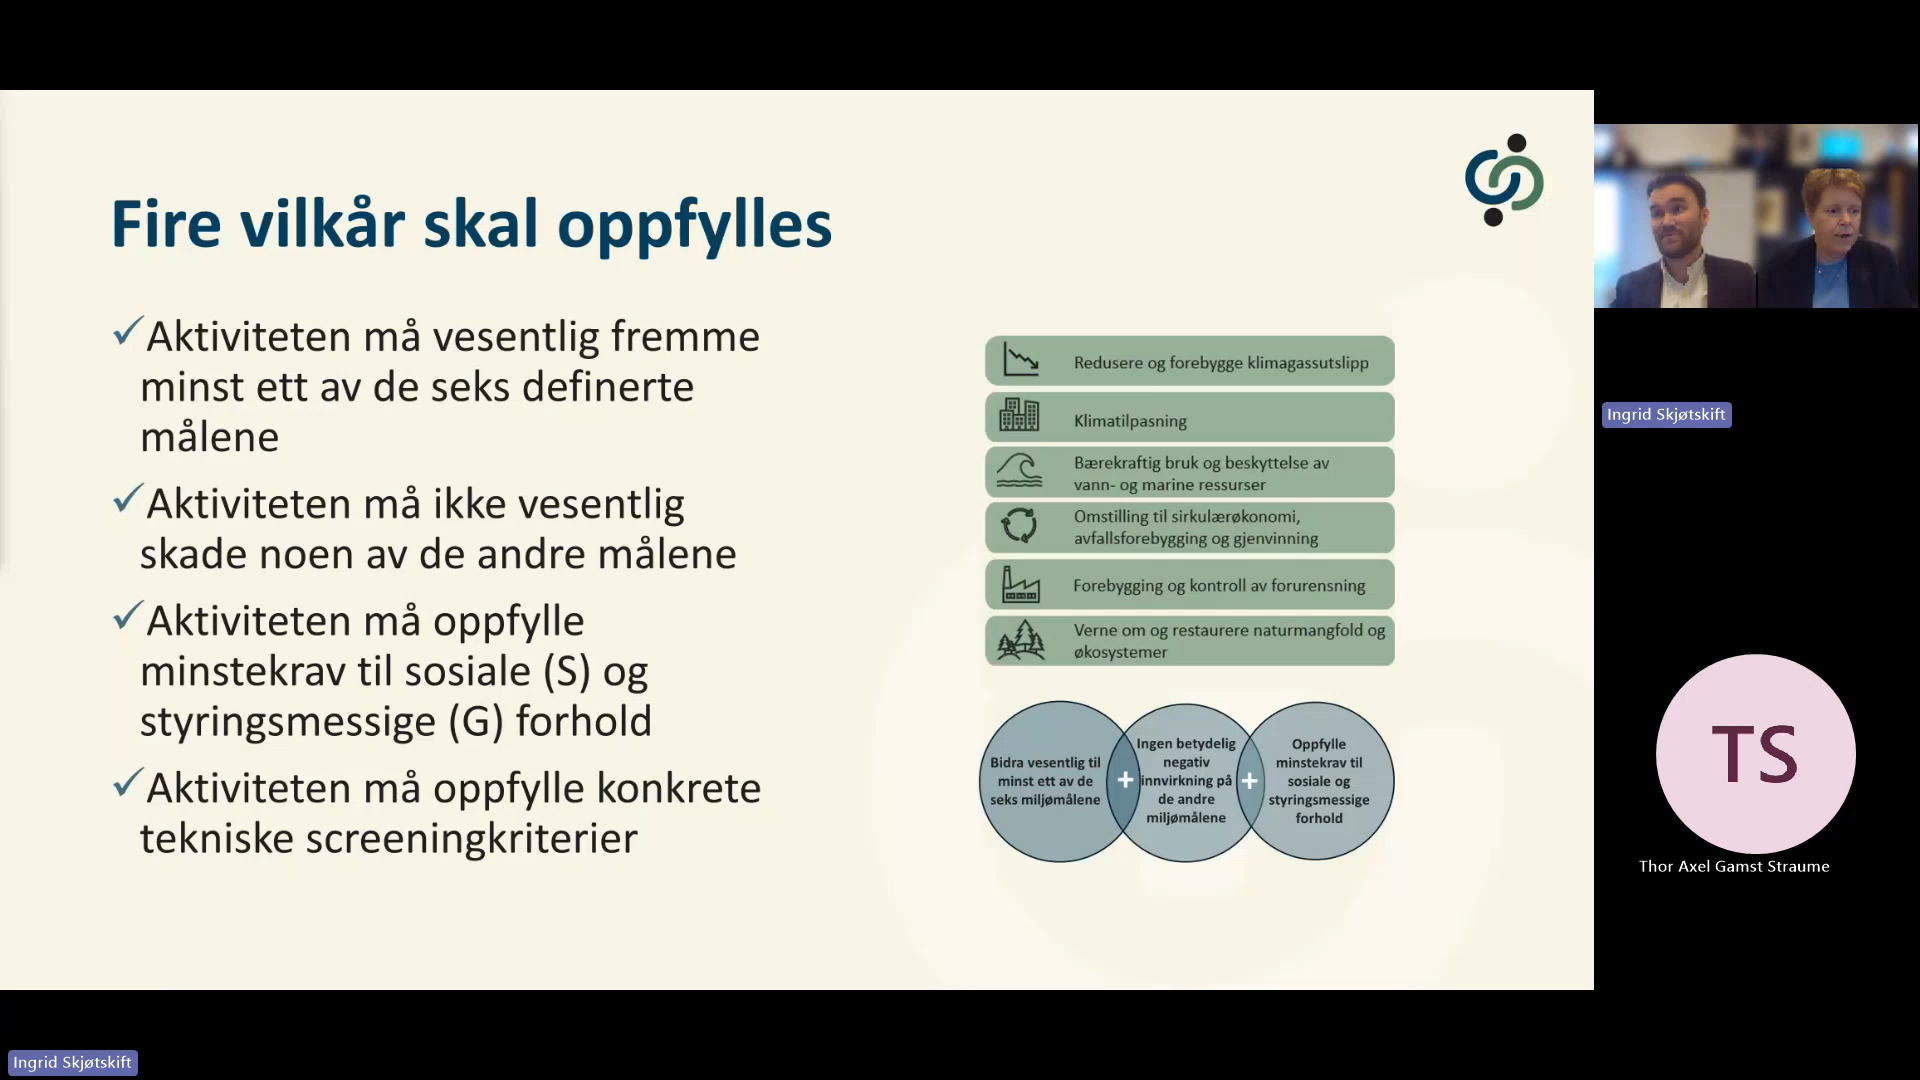 Fire vilkår skal oppfylles
Aktiviteten må vesentlig fremme
minst ett av de seks definerte
målene
Aktiviteten må ikke vesentlig
skade noen av de andre målene
Aktiviteten må oppfylle
minstekrav til sosiale (S) og
styringsmessige (G) forhold
Aktiviteten må oppfylle konkrete
tekniske screeningkriterier
Redusere og forebygge klimagassutslipp
Klimatilpasning
Bærekraftig bruk og beskyttelse av
vann- og marine ressurser
Omstilling til sirkulærøkonomi,
avfallsforebygging og gjenvinning
Forebygging og kontroll av forurensning
Verne om og restaurere naturmangfold og
økosystemer
Bidra vesentlig til
minst ett av de
seks miljømålene
+
Ingen betydelig
negativ
innvirkning på
de andre
miljømålene
+
Oppfylle
minstekrav til
sosiale og
styringsmessige
forhold
Ingrid Skjøtskift
TS
Thor Axel Gamst Straume
Ingrid Skjøtskift